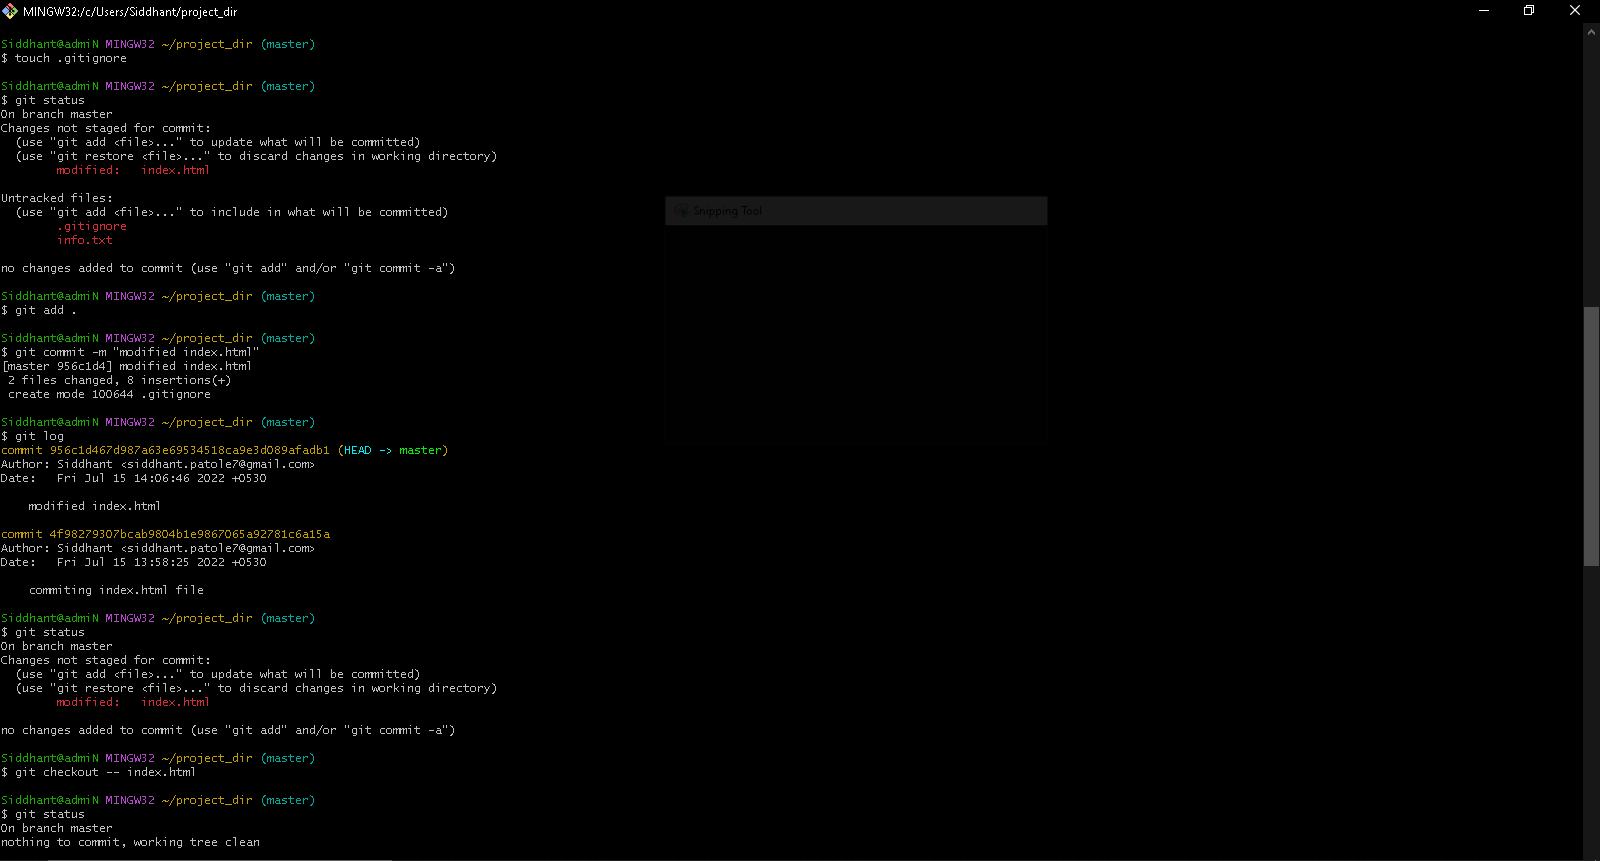 MINGW32:/c/Users/Siddhant/project_dir
Siddhant@admiN MINGW32 ~/project_dir (master)
$ touch .gitignore
Siddhant@admiN MINGW32 ~/project_dir (master)
$ git status
On branch master
Changes not staged for commit:
  (use "git add <file>..." to update what will be committed)
  (use "git restore <file>..." to discard changes in working directory)
        modified:   index.html
Untracked files:
  (use "git add <file>..." to include in what will be committed)
        .gitignore
        info.txt
no changes added to commit (use "git add" and/or "git commit -a")
Siddhant@admiN MINGW32 ~/project_dir (master)
$ git add .
Siddhant@admiN MINGW32 ~/project_dir (master)
$ git commit -m "modified index.html"
[master 956c1d4] modified index.html
 2 files changed, 8 insertions(+)
 create mode 100644 .gitignore
Siddhant@admiN MINGW32 ~/project_dir (master)
$ git log
commit 956c1d467d987a63e69534518ca9e3d089afadb1 (HEAD -> master)
Author: Siddhant <siddhant.patole7@gmail.com>
Date:   Fri Jul 15 14:06:46 2022 +0530
    modified index.html
commit 4f98279307bcab9804b1e9867065a92781c6a15a
Author: Siddhant <siddhant.patole7@gmail.com>
Date:   Fri Jul 15 13:58:25 2022 +0530
    commiting index.html file
Siddhant@admiN MINGW32 ~/project_dir (master)
$ git status
On branch master
Changes not staged for commit:
  (use "git add <file>..." to update what will be committed)
  (use "git restore <file>..." to discard changes in working directory)
        modified:   index.html
no changes added to commit (use "git add" and/or "git commit -a")
Siddhant@admiN MINGW32 ~/project_dir (master)
$ git checkout -- index.html
Siddhant@admiN MINGW32 ~/project_dir (master)
$ git status
On branch master
nothing to commit, working tree clean
Snipping Tool